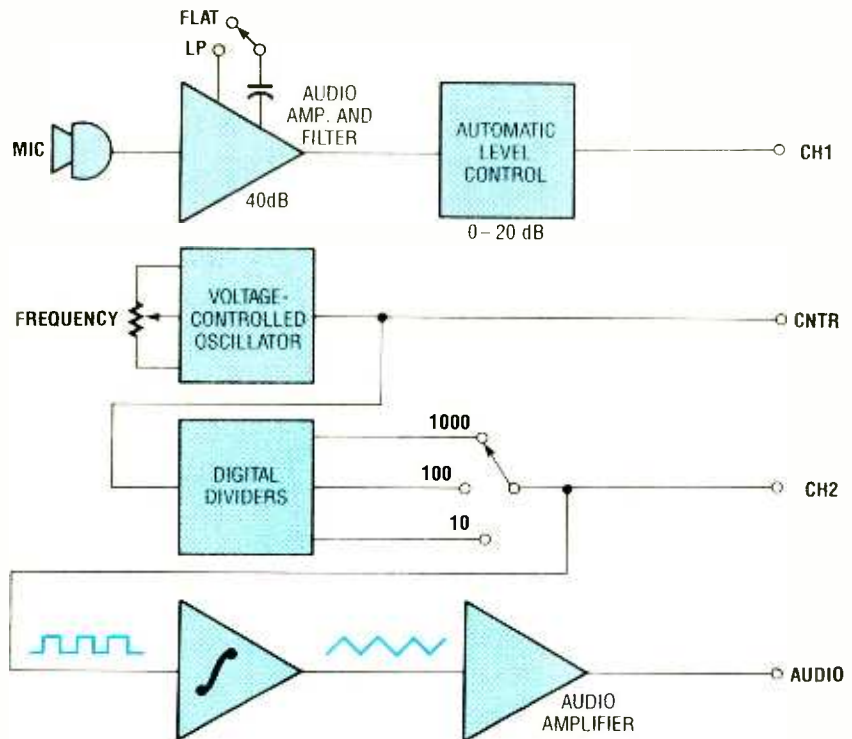 FLAT
LP
AUDIO
AMP. AND
FILTER
MIC
40dB
AUTOMATIC
LEVEL
CONTROL
0–20 dB
CH1
FREQUENCY
VOLTAGE-
CONTROLLED
OSCILLATOR
CNTR
DIGITAL
DIVIDERS
1000
100
10
CH2
AUDIO
AMPLIFIER
AUDIO